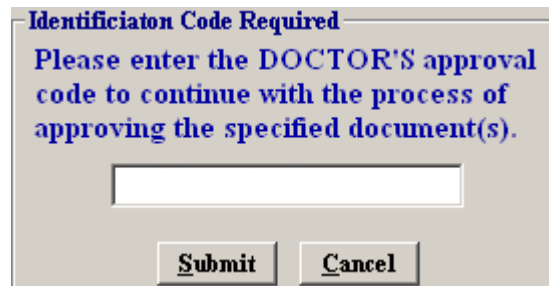 Identificiaton Code Required
Please enter the DOCTOR'S approval
code to continue with the process of
approving the specified document(s).
Submit Cancel